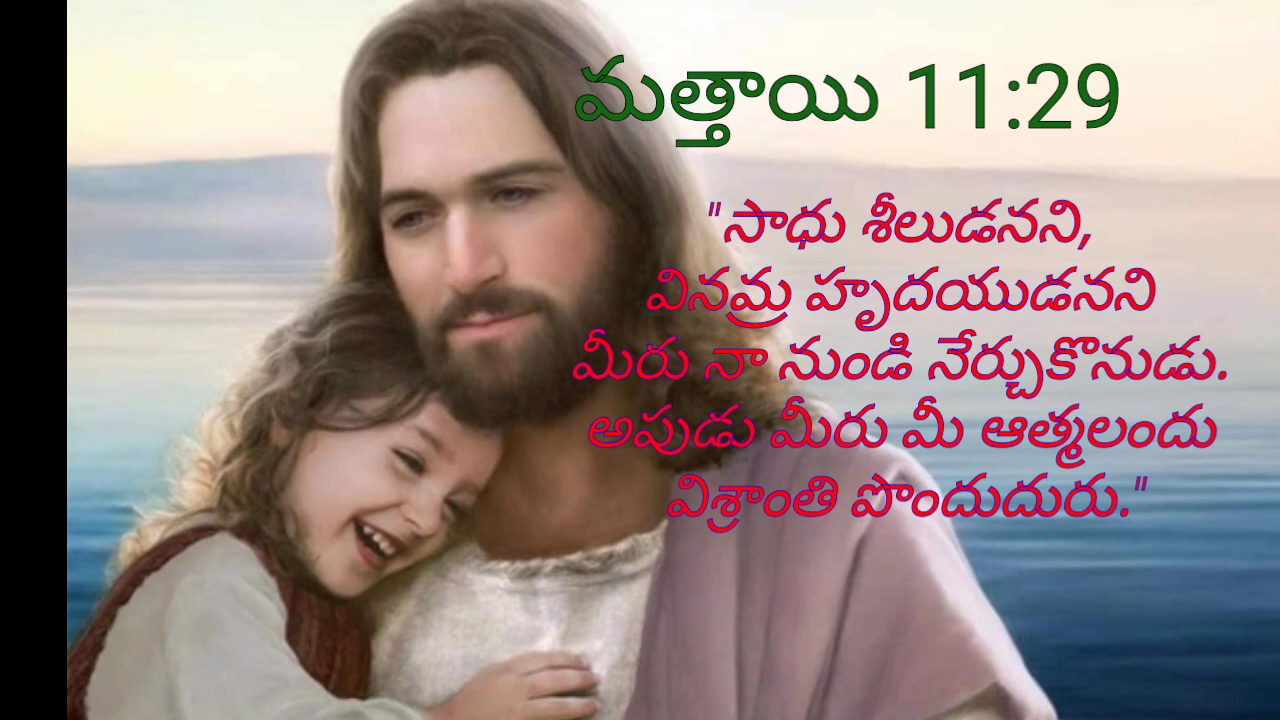 మత్తాయి 11:29
"సాధు శీలుడనని,
వినమ్ర హృదయుడనని
మీరు నా నుండి నేర్చుకొనుడు.
అపుడు మీరు మీ ఆత్మలందు
విశ్రాంతి పొందుదురు."